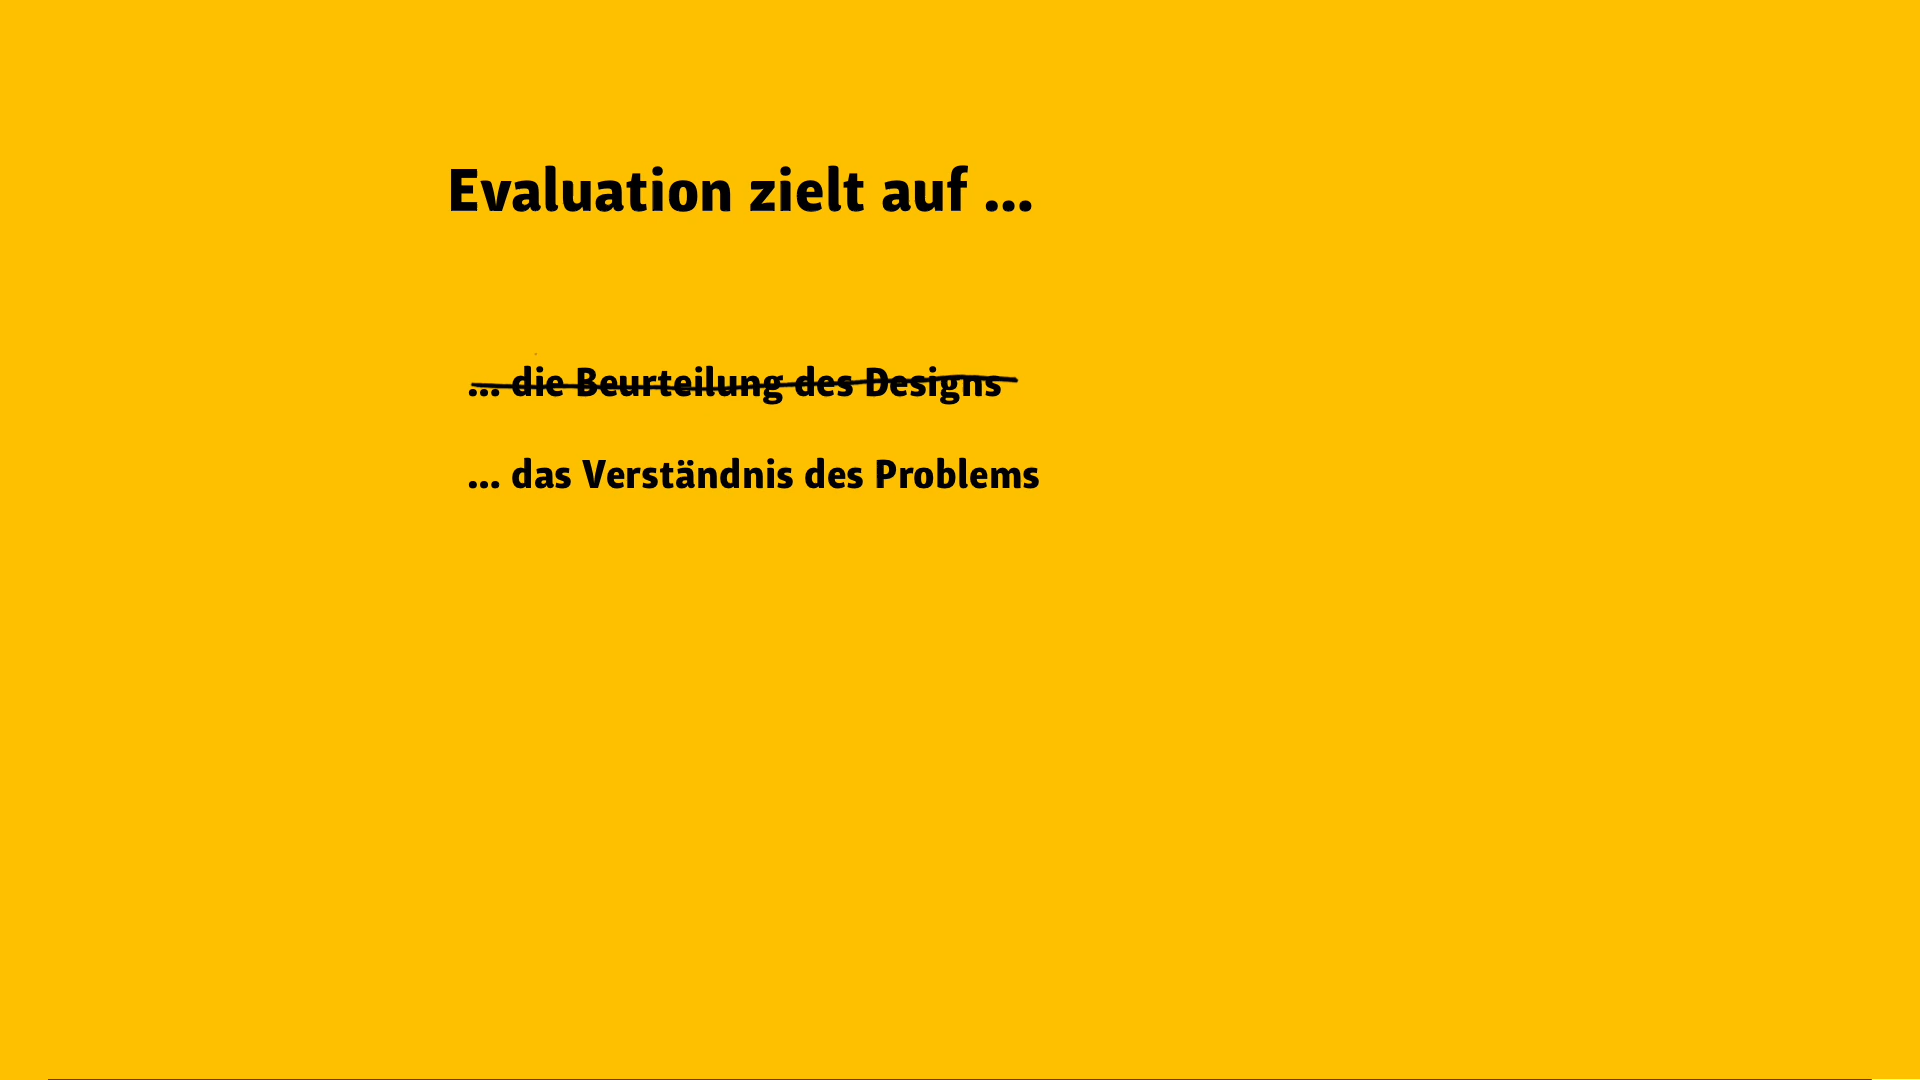 Evaluation zielt auf ...
... die Beurteilung des Designs
... das Verständnis des Problems